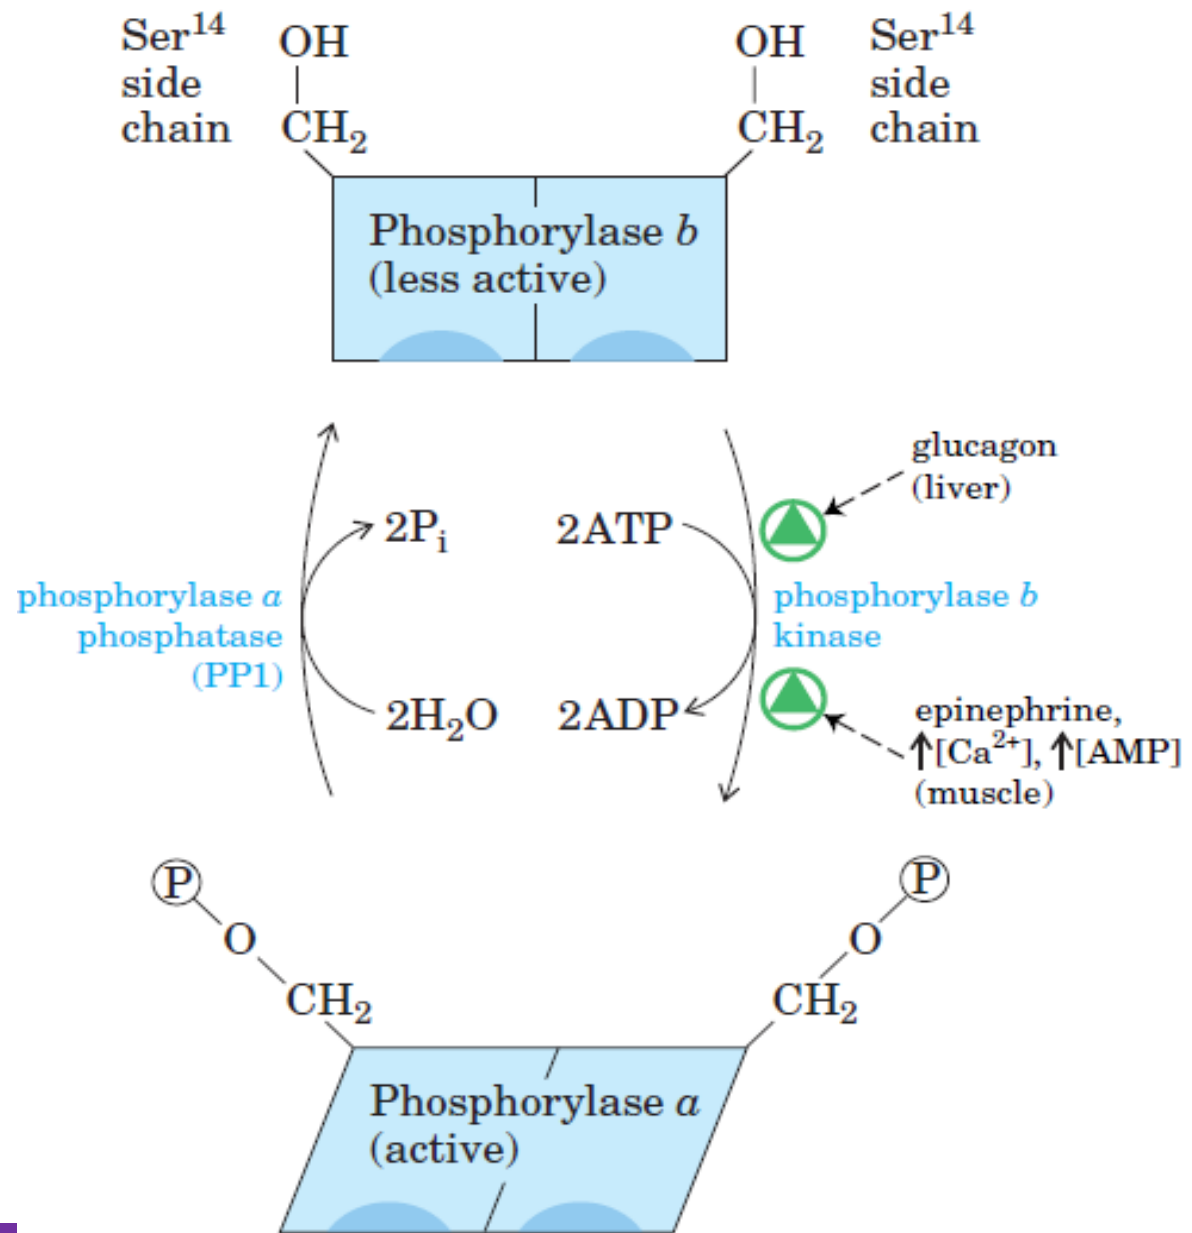 Ser¹⁴
side
chain
OH
CH₂
OH
CH₂
Ser¹⁴
side
chain
Phosphorylase b
(less active)
glucagon
(liver)
2Pᵢ
2ATP
phosphorylase a
phosphatase
(PP1)
phosphorylase b
kinase
2H₂O
2ADP
epinephrine,
↑[Ca²⁺], ↑[AMP]
(muscle)
P
O
CH₂
P
O
CH₂
Phosphorylase a
(active)